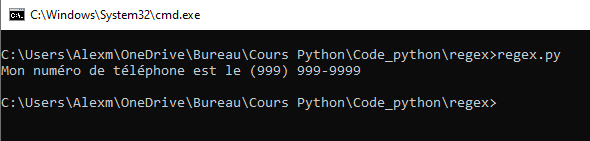 C:\Windows\System32\cmd.exe
C:\Users\Alexm\OneDrive\Bureau\Cours Python\Code_python\regex>regex.py
Mon numéro de téléphone est le (999) 999-9999
C:\Users\Alexm\OneDrive\Bureau\Cours Python\Code_python\regex>